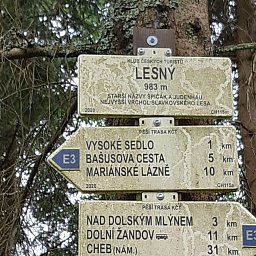 KLUB ČESKÝCH TURISTŮ
LESNÝ
983 m
STARŠÍ NÁZVY ŠPIČÁK A JUDENHAU
NEJVYŠŠÍ VRCHOL SLAVKOVSKÉHO LESA
2020
PĚŠÍ TRASA KČT
E3
VYSOKÉ SEDLO 1 km
BAŠUSOVA CESTA 5 km
MARIÁNSKÉ LÁZNĚ 10 km
2020
PĚŠÍ TRASA KČT
NAD DOLSKÝM MLÝNEM 3 km
DOLNÍ ŽANDOV 11 km
CHEB (NÁM.) 31 km
E3